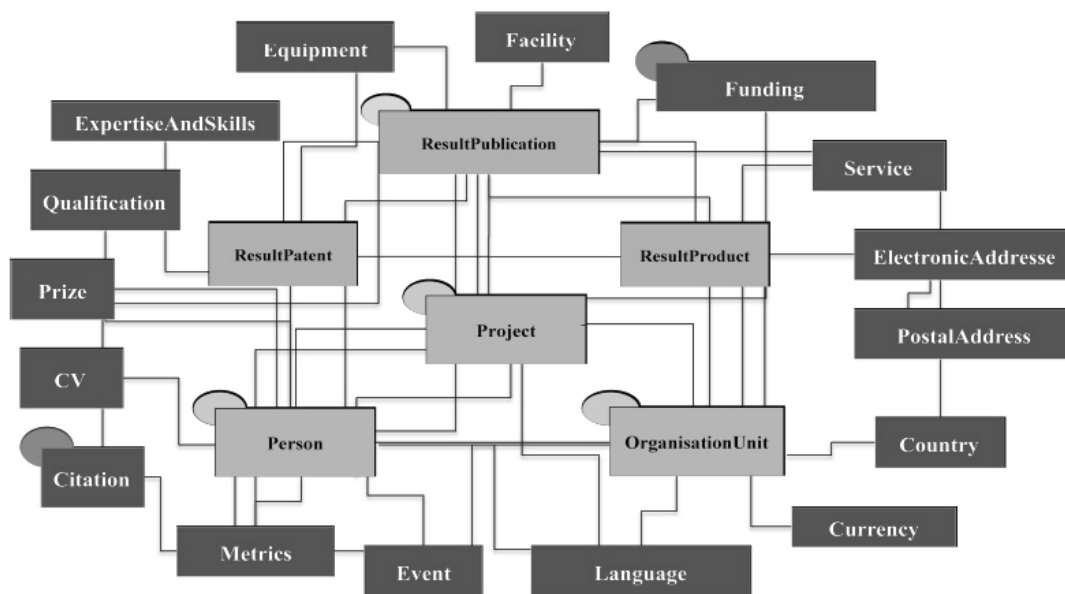 Equipment
Facility
Funding
ExpertiseAndSkills
ResultPublication
Service
Qualification
ResultPatent
ResultProduct
ElectronicAddresse
Prize
Project
PostalAddress
CV
Person
OrganisationUnit
Country
Citation
Metrics
Event
Language
Currency